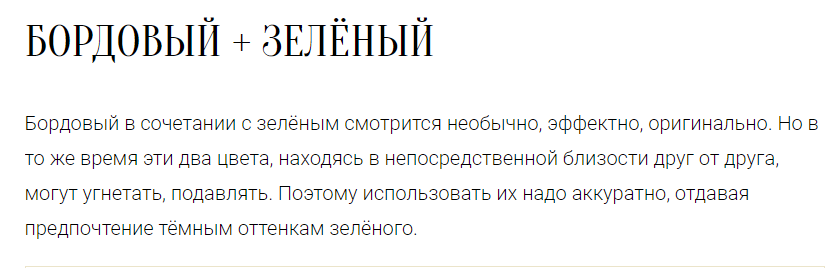 БОРДОВЫЙ + ЗЕЛЁНЫЙ
Бордовый в сочетании с зелёным смотрится необычно, эффектно, оригинально. Но в
то же время эти два цвета, находясь в непосредственной близости друг от друга,
могут угнетать, подавлять. Поэтому использовать их надо аккуратно, отдавая
предпочтение тёмным оттенкам зелёного.